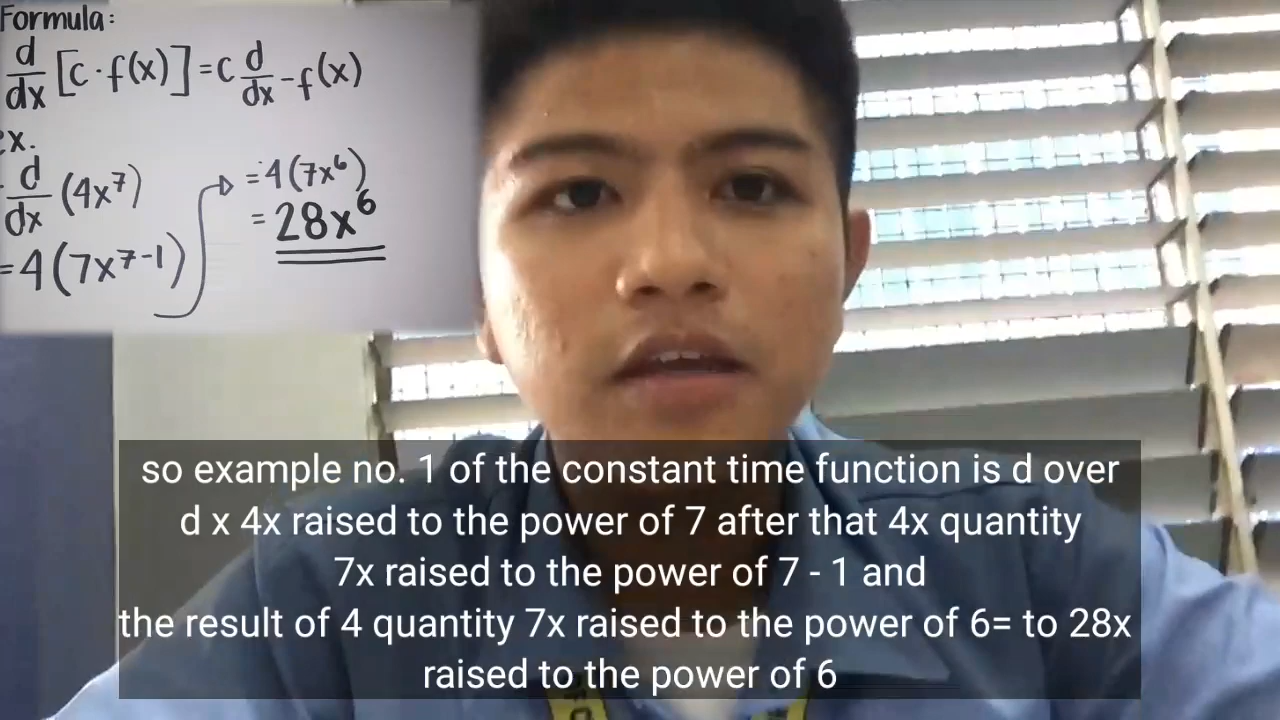 Formula:
d/dx [c · f(x)] = c d/dx - f(x)
x.
d/dx (4x⁷)
= 4(7x⁷⁻¹)
= 4(7x⁶)
= 28x⁶
so example no. 1 of the constant time function is d over
d x 4x raised to the power of 7 after that 4x quantity
7x raised to the power of 7 - 1 and
the result of 4 quantity 7x raised to the power of 6= to 28x
raised to the power of 6